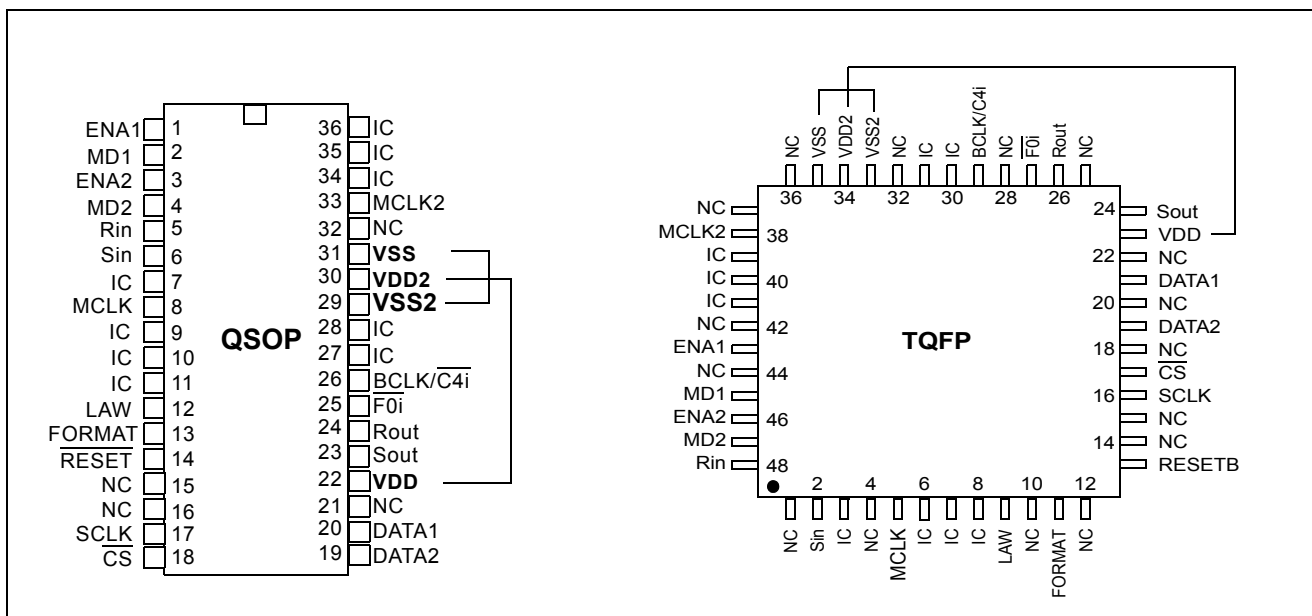 ENA1 1 36 IC
MD1 2 35 IC
ENA2 3 34 IC
MD2 4 33 MCLK2
Rin 5 32 NC
Sin 6 31 VSS
IC 7 30 VDD2
MCLK 8 29 VSS2
IC 9 28 IC
IC 10 27 IC
IC 11 26 BCLK/C4i
LAW 12 25 F0i
FORMAT 13 24 Rout
RESET 14 23 Sout
NC 15 22 VDD
NC 16 21 NC
SCLK 17 20 DATA1
CS 18 19 DATA2
QSOP
NC VSS VDD2 VSS2 NC IC IC BCLK/C4i NC F0i Rout NC
36 34 32 30 28 26
NC 24 Sout
MCLK2 38 VDD
IC 22 NC
IC 40 DATA1
IC 20 NC
NC 42 DATA2
ENA1 18 NC
NC 44 CS
MD1 16 SCLK
ENA2 46 NC
MD2 14 NC
Rin 48 RESETB
TQFP
2 4 6 8 10 12
NC Sin IC NC MCLK IC IC IC LAW NC FORMAT NC